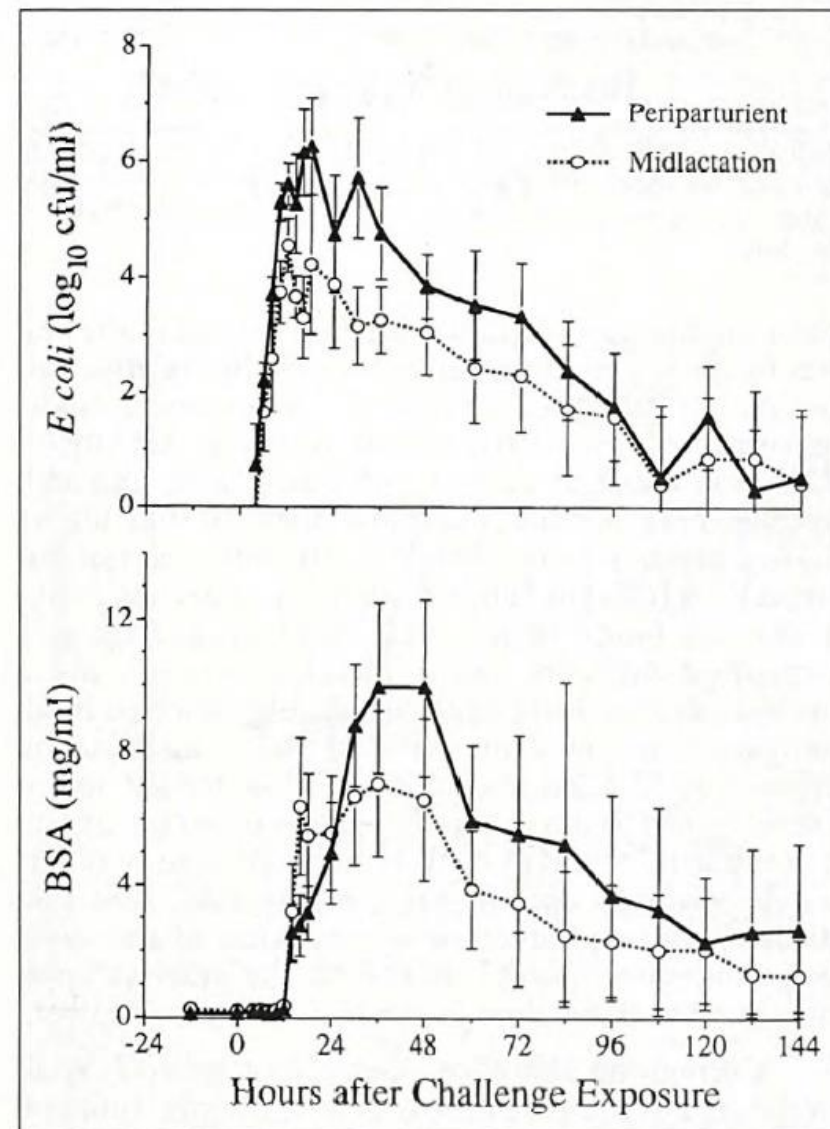 8
6
4
2
0
E coli (log10 cfu/ml)
Periparturient
Midlactation
12
8
4
0
BSA (mg/ml)
-24 0 24 48 72 96 120 144
Hours after Challenge Exposure